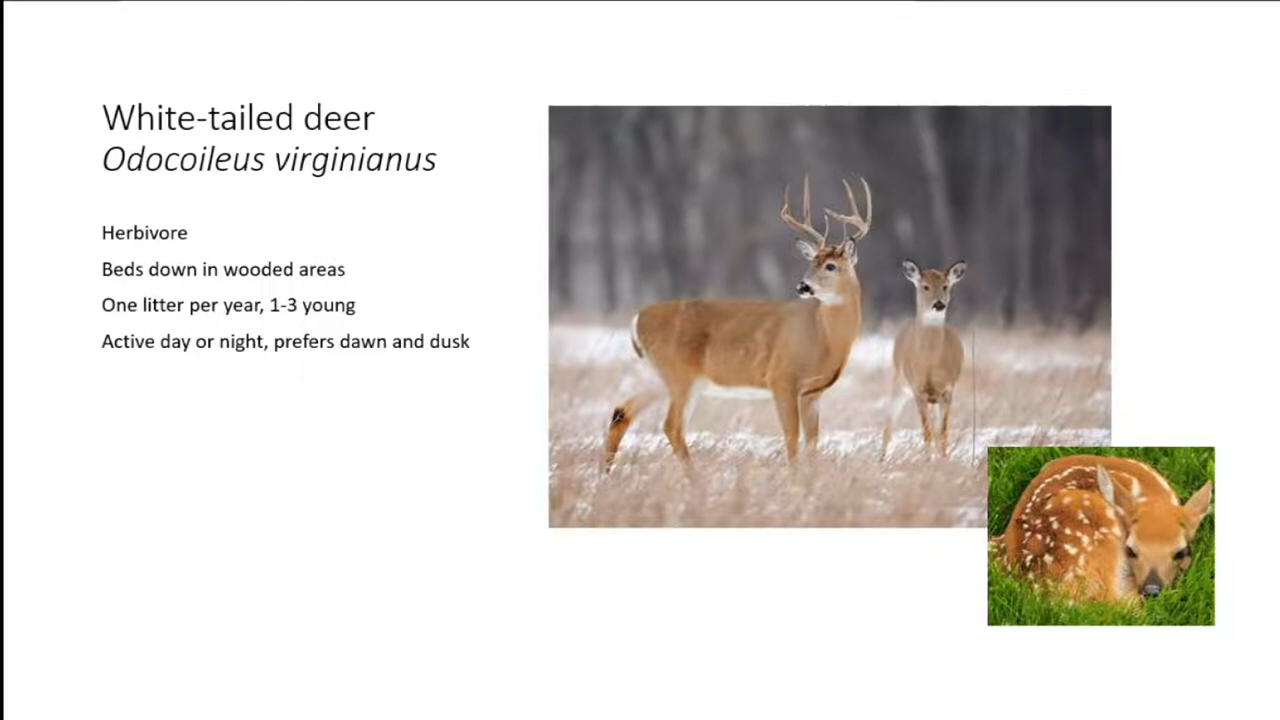 White-tailed deer
Odocoileus virginianus
Herbivore
Beds down in wooded areas
One litter per year, 1-3 young
Active day or night, prefers dawn and dusk